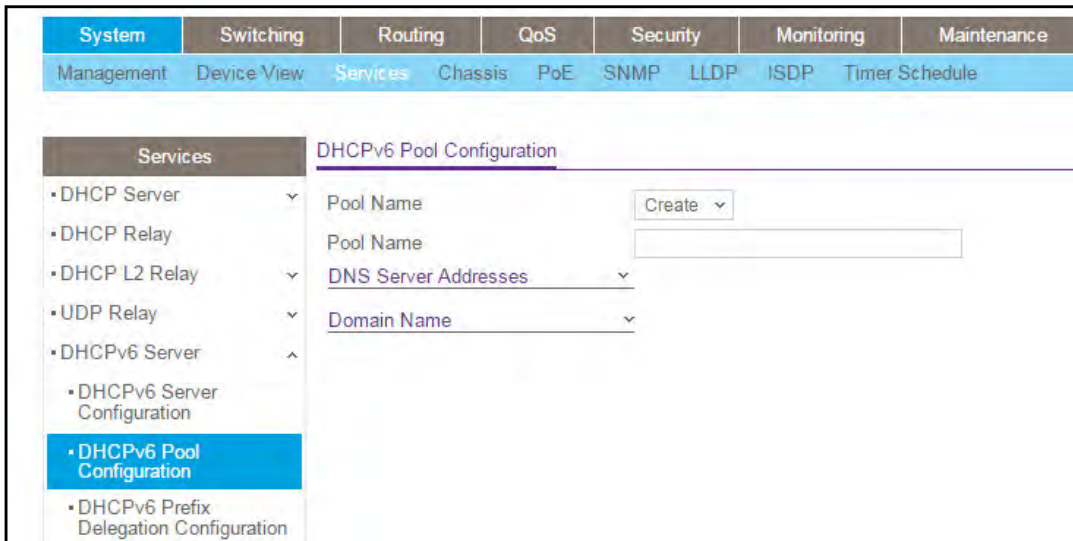 System Switching Routing QoS Security Monitoring Maintenance
Management Device View Services Chassis PoE SNMP LLDP ISDP Timer Schedule
Services
DHCP Server
DHCP Relay
DHCP L2 Relay
UDP Relay
DHCPv6 Server
DHCPv6 Server
Configuration
DHCPv6 Pool
Configuration
DHCPv6 Prefix
Delegation Configuration
DHCPv6 Pool Configuration
Pool Name Create
Pool Name
DNS Server Addresses
Domain Name